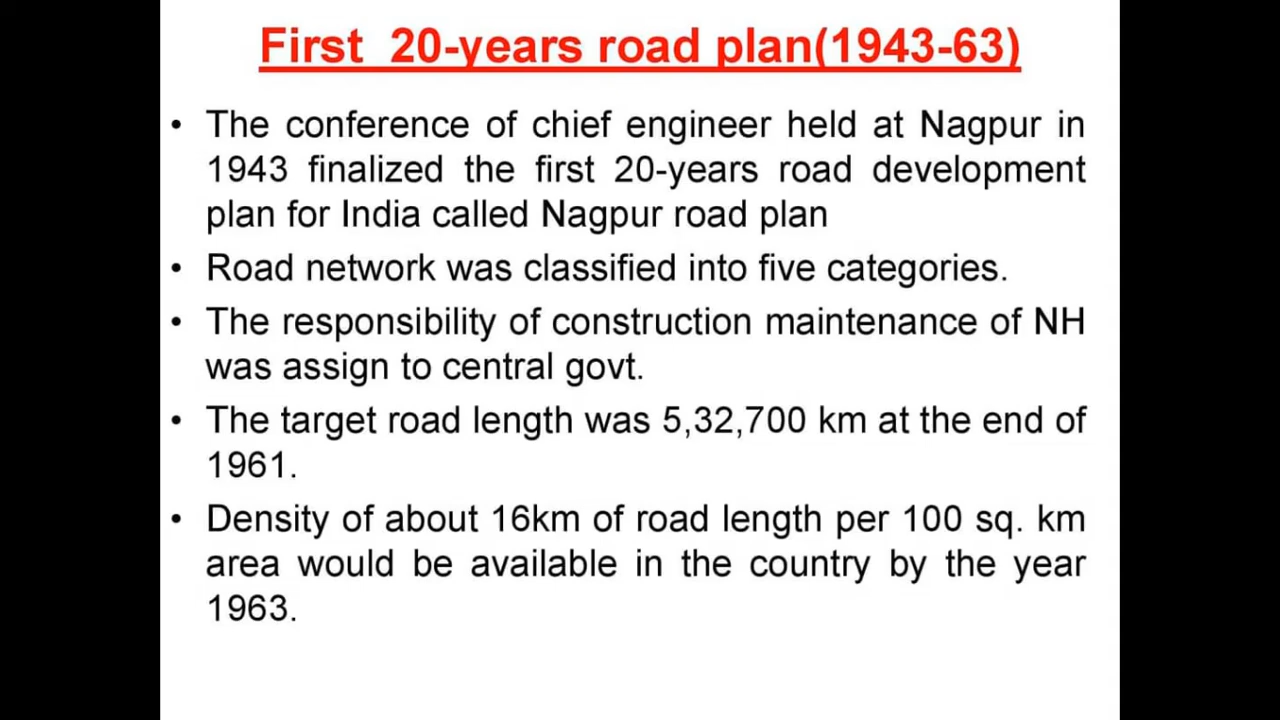 First 20-years road plan(1943-63)
• The conference of chief engineer held at Nagpur in
1943 finalized the first 20-years road development
plan for India called Nagpur road plan
• Road network was classified into five categories.
• The responsibility of construction maintenance of NH
was assign to central govt.
• The target road length was 5,32,700 km at the end of
1961.
• Density of about 16km of road length per 100 sq. km
area would be available in the country by the year
1963.